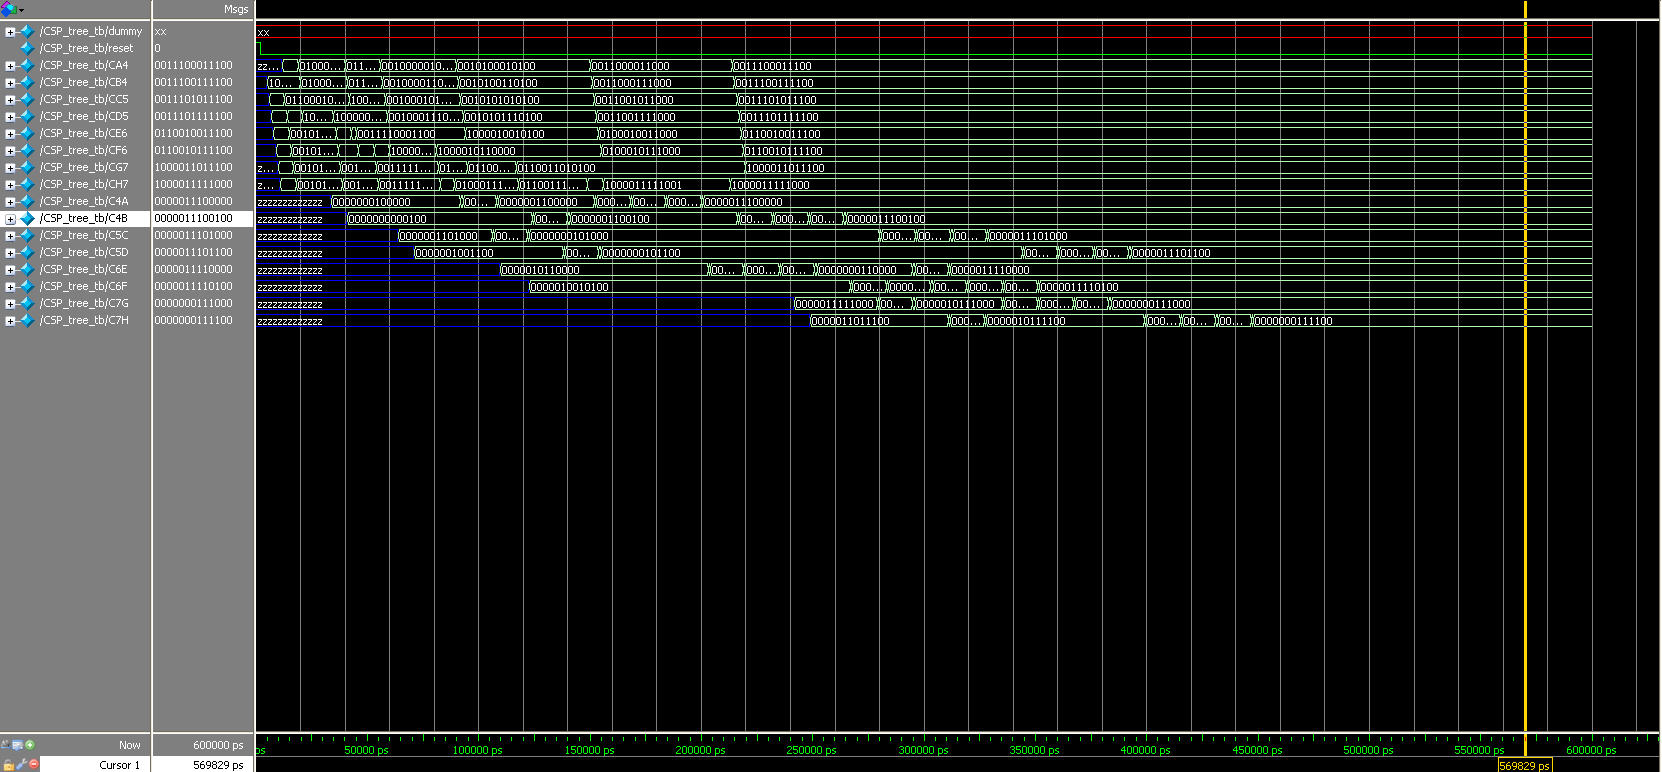 Msgs
/CSP_tree_tb/dummy xx xx
/CSP_tree_tb/reset 0
/CSP_tree_tb/CA4 0011100011100 zz... 01000... 011... 0010000010... 0010100010100 0011000011000 0011100011100
/CSP_tree_tb/CB4 0011100111100 10... 01000... 011... 0010000110... 0010100110100 0011000111000 0011100111100
/CSP_tree_tb/CC5 0011101011100 01100010... 100... 001000101... 0010101010100 0011001011000 0011101011100
/CSP_tree_tb/CD5 0011101111100 10... 100000... 0010001110... 0010101110100 0011001111000 0011101111100
/CSP_tree_tb/CE6 0110010011100 00101... 0011110001100 1000010010100 0100010011000 0110010011100
/CSP_tree_tb/CF6 0110010111100 00101... 10000... 1000010110000 0100010111000 0110010111100
/CSP_tree_tb/CG7 1000011011100 z... 00101... 001... 0011111... 01... 01100... 0110011010100 1000011011100
/CSP_tree_tb/CH7 1000011111000 z... 00101... 001... 0011111... 01000111... 01100111... 1000011111001 1000011111000
/CSP_tree_tb/C4A 0000011100000 zzzzzzzzzzzzz 0000000100000 00... 0000001100000 000... 000... 000... 0000011100000
/CSP_tree_tb/C4B 0000011100100 zzzzzzzzzzzzz 0000000000100 00... 0000001100100 00... 000... 00... 0000011100100
/CSP_tree_tb/C5C 0000011101000 zzzzzzzzzzzzz 0000001101000 00... 0000000101000 000... 00... 00... 0000011101000
/CSP_tree_tb/C5D 0000011101100 zzzzzzzzzzzzz 0000001001100 00... 0000000101100 00... 000... 00... 0000011101100
/CSP_tree_tb/C6E 0000011110000 zzzzzzzzzzzzz 0000010110000 00... 000... 00... 0000000110000 00... 0000011110000
/CSP_tree_tb/C6F 0000011110100 zzzzzzzzzzzzz 0000010010100 000... 0000... 00... 000... 00... 0000011110100
/CSP_tree_tb/C7G 0000000111000 zzzzzzzzzzzzz 0000011111000 00... 0000010111000 00... 000... 00... 0000000111000
/CSP_tree_tb/C7H 0000000111100 zzzzzzzzzzzzz 0000011011100 000... 0000010111100 000... 00... 00... 0000000111100
Now 600000 ps ps 50000 ps 100000 ps 150000 ps 200000 ps 250000 ps 300000 ps 350000 ps 400000 ps 450000 ps 500000 ps 550000 ps 600000 ps
Cursor 1 569829 ps 569829 ps